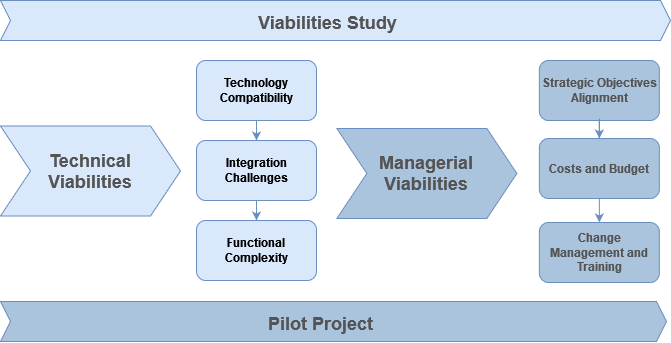 Viabilities Study
Technical
Viabilities
Technology
Compatibility
Integration
Challenges
Functional
Complexity
Managerial
Viabilities
Strategic Objectives
Alignment
Costs and Budget
Change
Management and
Training
Pilot Project